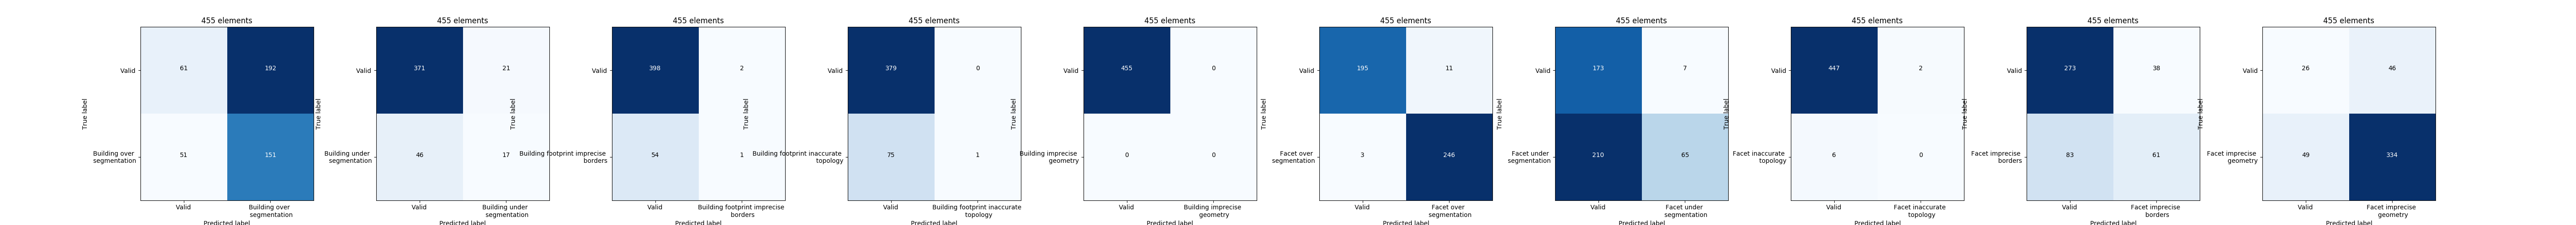 455 elements
Valid
61
192
True label
Building over
segmentation
51
151
Valid
Building over
segmentation
Predicted label
455 elements
Valid
371
21
True label
Building under
segmentation
46
17
Valid
Building under
segmentation
Predicted label
455 elements
Valid
398
2
True label
Building footprint imprecise
borders
54
1
Valid
Building footprint imprecise
borders
Predicted label
455 elements
Valid
379
0
True label
Building footprint inaccurate
topology
75
1
Valid
Building footprint inaccurate
topology
Predicted label
455 elements
Valid
455
0
True label
Building imprecise
geometry
0
0
Valid
Building imprecise
geometry
Predicted label
455 elements
Valid
195
11
True label
Facet over
segmentation
3
246
Valid
Facet over
segmentation
Predicted label
455 elements
Valid
173
7
True label
Facet under
segmentation
210
65
Valid
Facet under
segmentation
Predicted label
455 elements
Valid
447
2
True label
Facet inaccurate
topology
6
0
Valid
Facet inaccurate
topology
Predicted label
455 elements
Valid
273
38
True label
Facet imprecise
borders
83
61
Valid
Facet imprecise
borders
Predicted label
455 elements
Valid
26
46
True label
Facet imprecise
geometry
49
334
Valid
Facet imprecise
geometry
Predicted label